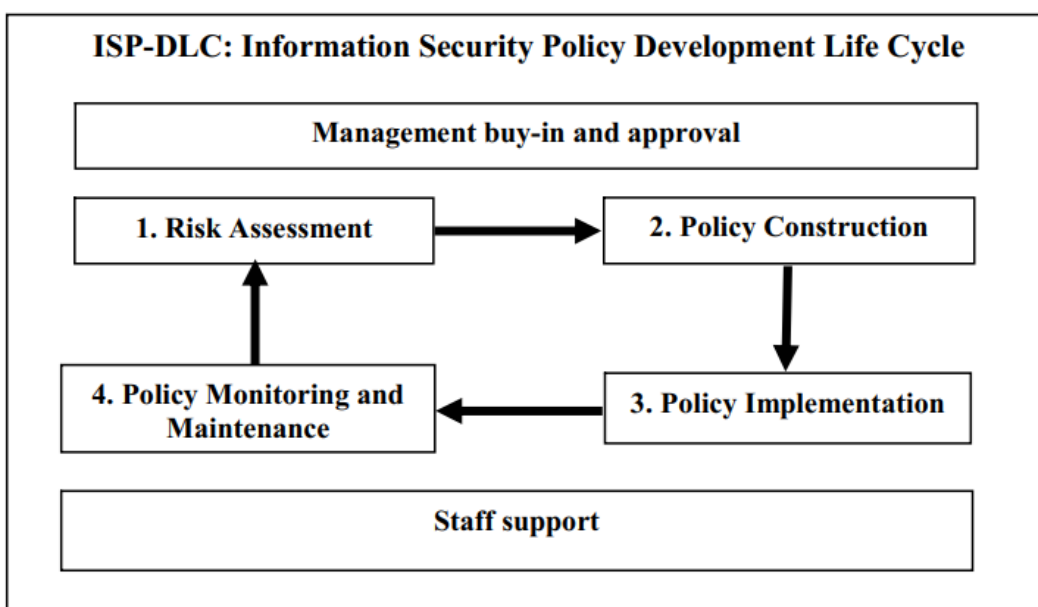 ISP-DLC: Information Security Policy Development Life Cycle
Management buy-in and approval
1. Risk Assessment
2. Policy Construction
4. Policy Monitoring and
Maintenance
3. Policy Implementation
Staff support